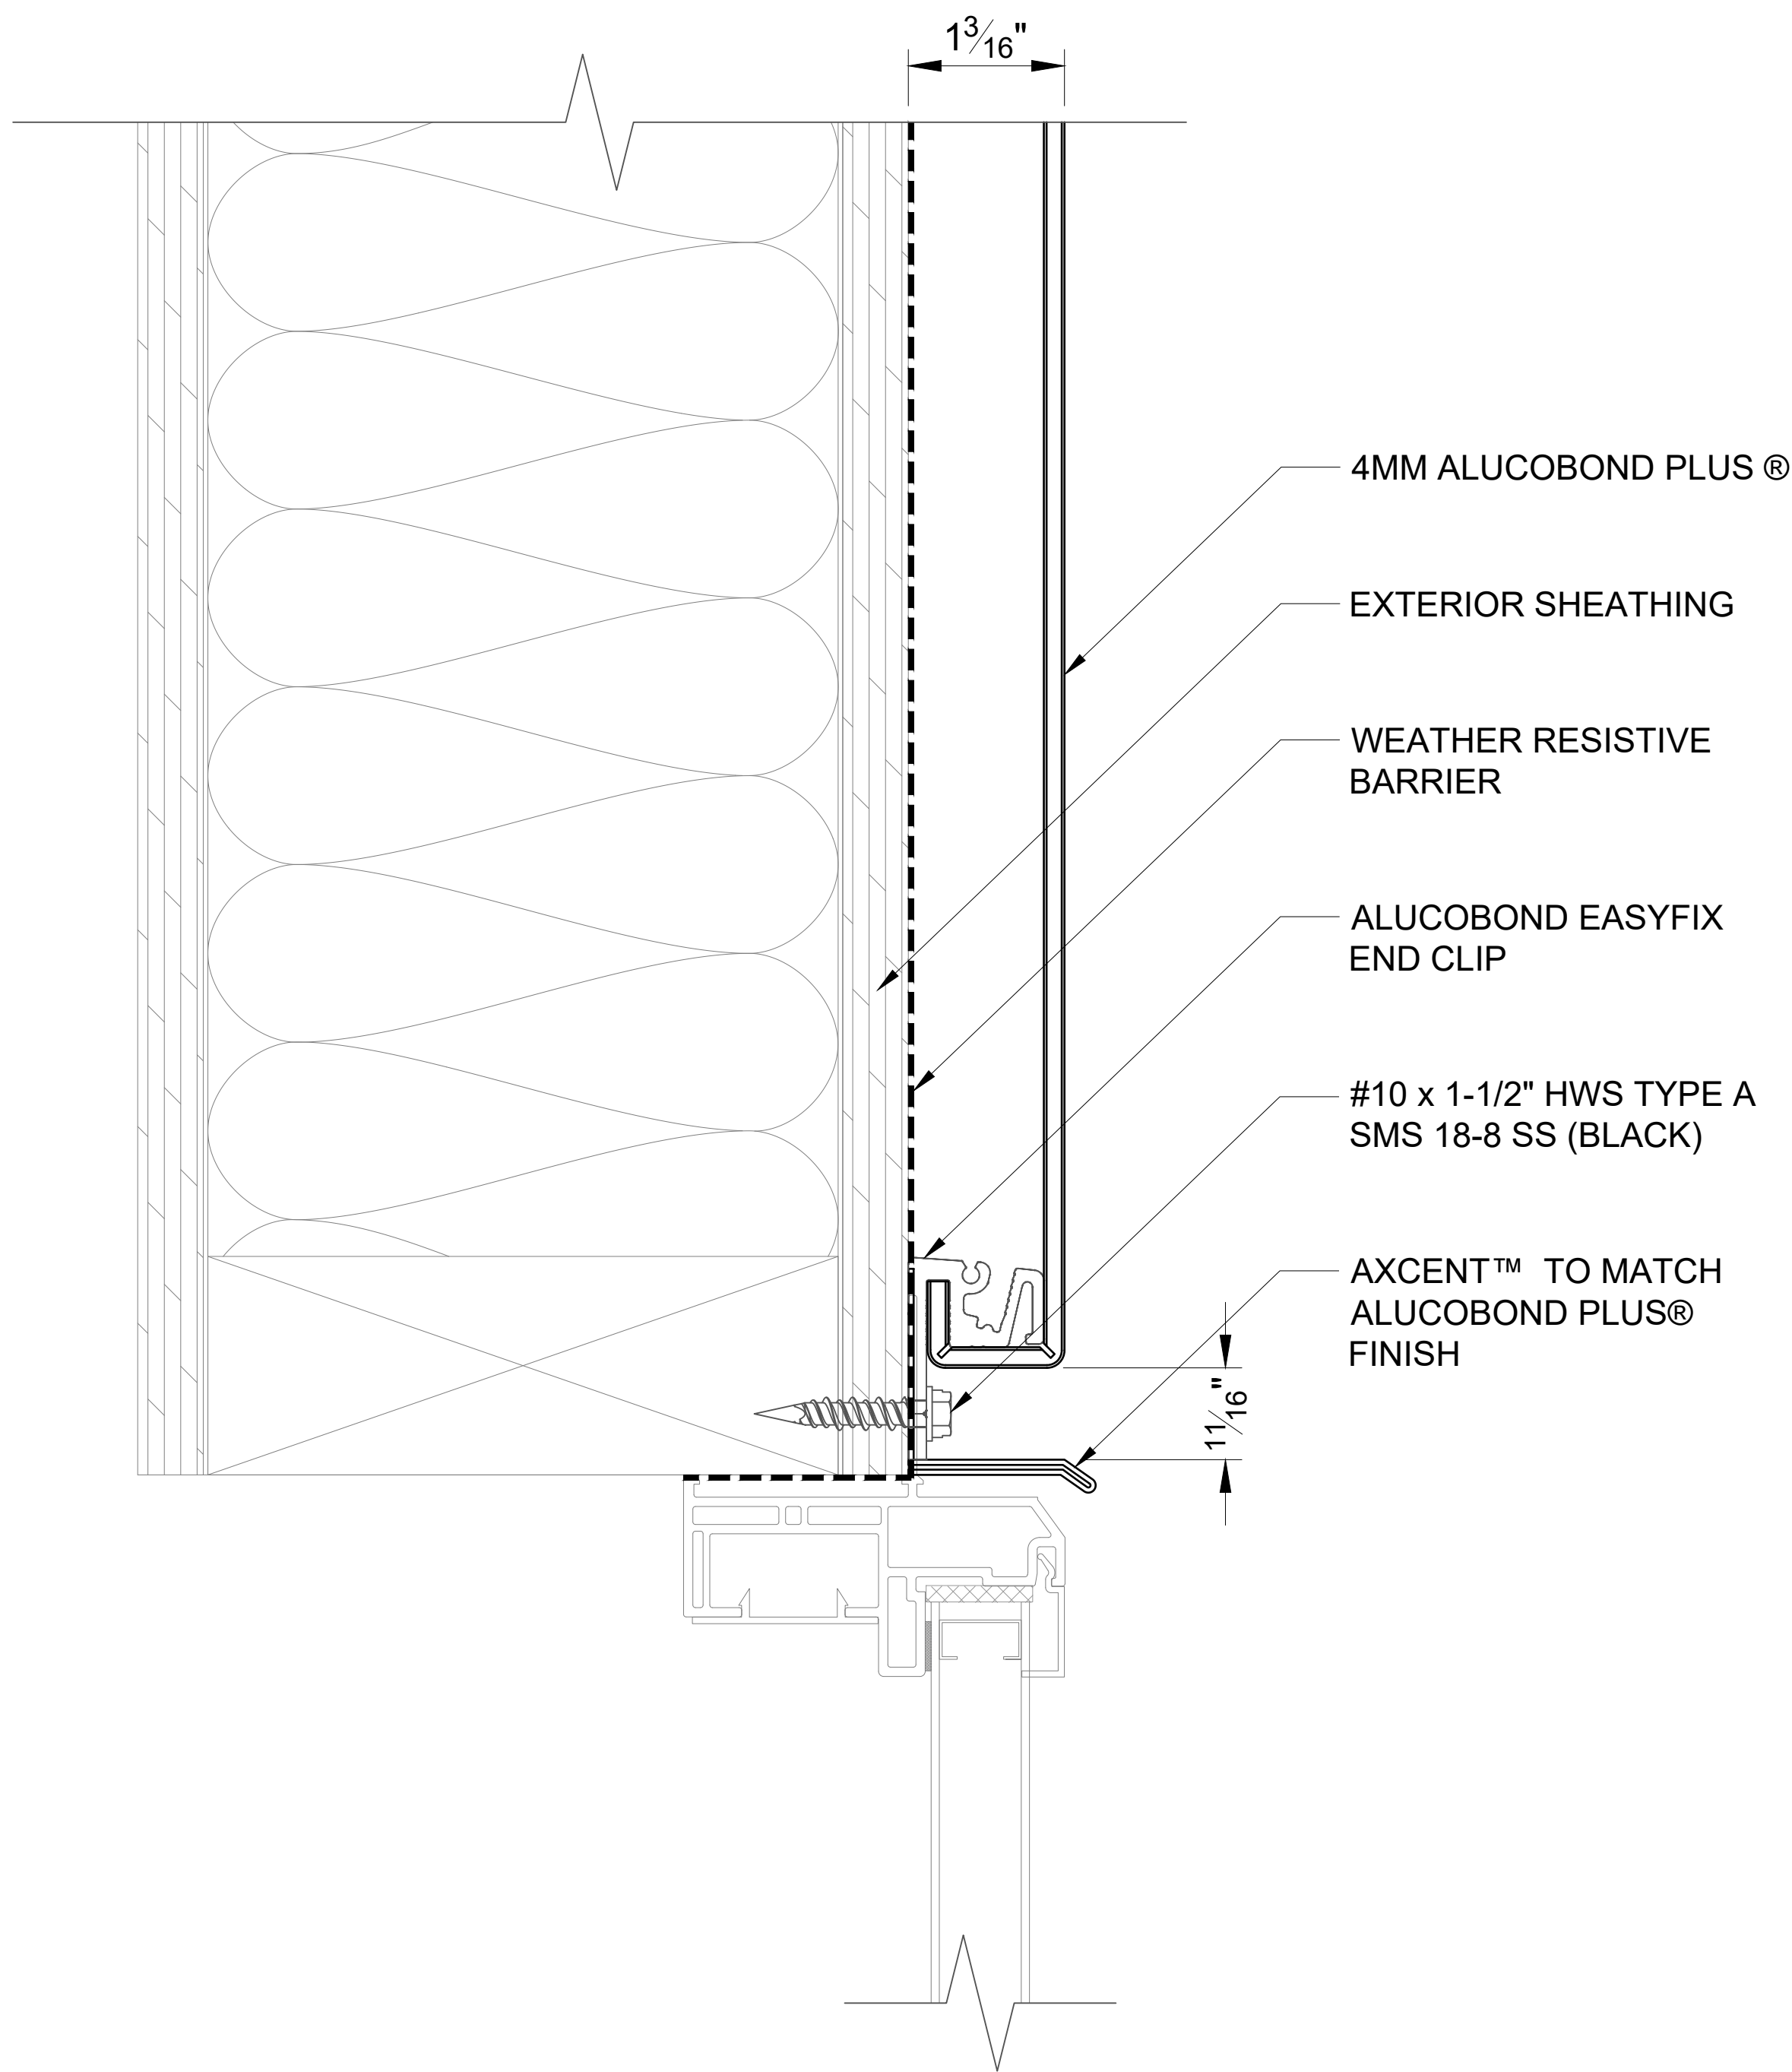 1 3/16"
4MM ALUCOBOND PLUS ®
EXTERIOR SHEATHING
WEATHER RESISTIVE
BARRIER
ALUCOBOND EASYFIX
END CLIP
#10 x 1-1/2" HWS TYPE A
SMS 18-8 SS (BLACK)
AXCENT™ TO MATCH
ALUCOBOND PLUS®
FINISH
11/16"